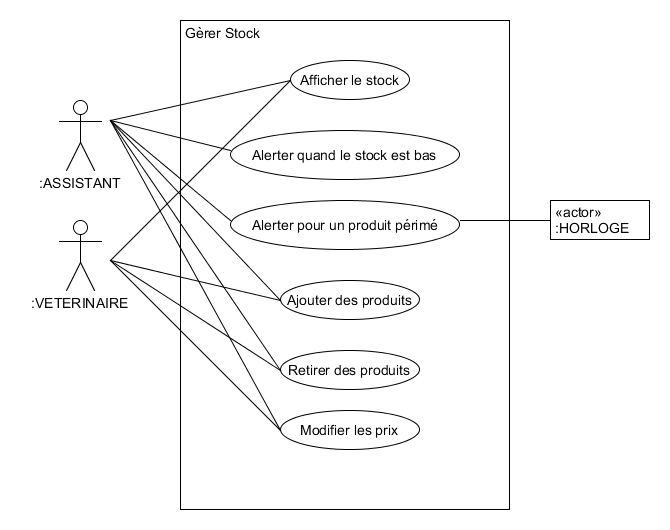 Gèrer Stock
Afficher le stock
Alerter quand le stock est bas
:ASSISTANT
Alerter pour un produit périmé
«actor»
:HORLOGE
:VETERINAIRE
Ajouter des produits
Retirer des produits
Modifier les prix